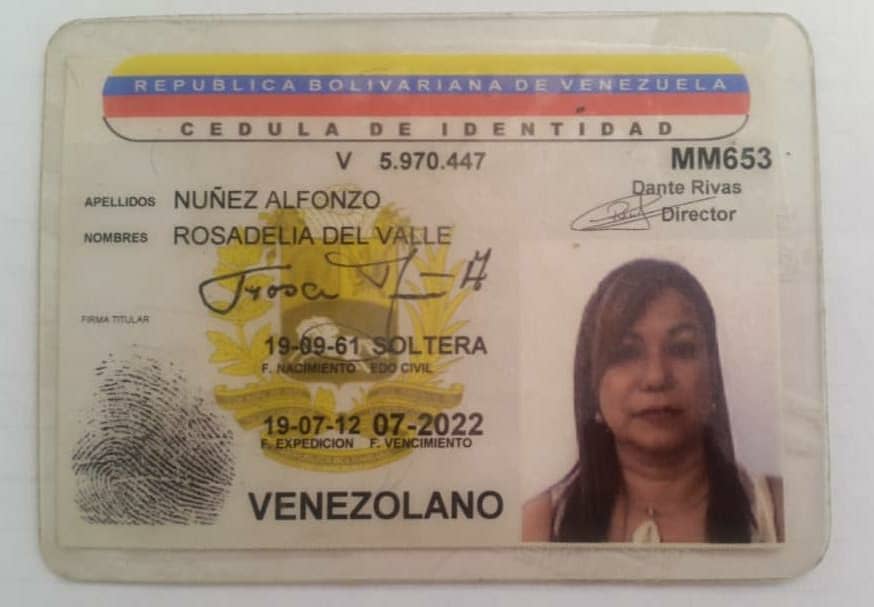 REPUBLICA BOLIVARIANA DE VENEZUELA
CEDULA DE IDENTIDAD
V 5.970.447
MM653
Dante Rivas
Director
APELLIDOS NUÑEZ ALFONZO
NOMBRES ROSADELIA DEL VALLE
FIRMA TITULAR
19-09-61 SOLTERA
F. NACIMIENTO EDO CIVIL
19-07-12 07-2022
F. EXPEDICION F. VENCIMIENTO
VENEZOLANO